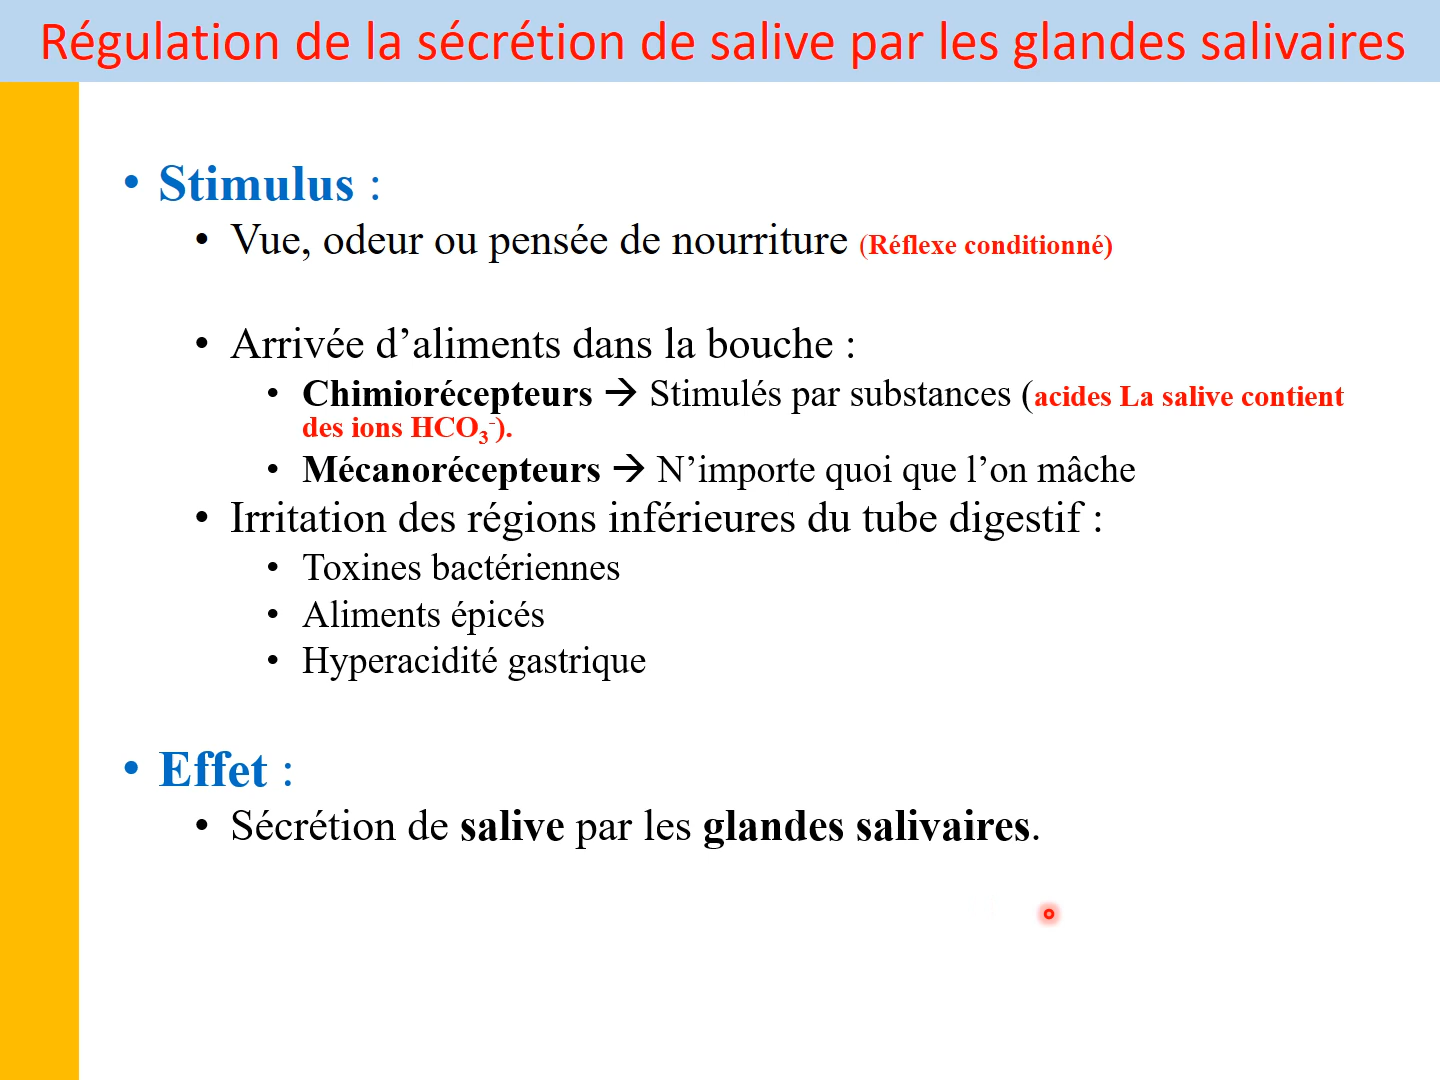 Régulation de la sécrétion de salive par les glandes salivaires
• Stimulus :
• Vue, odeur ou pensée de nourriture (Réflexe conditionné)
• Arrivée d’aliments dans la bouche :
• Chimiorécepteurs → Stimulés par substances (acides La salive contient
des ions HCO₃⁻).
• Mécanorécepteurs → N’importe quoi que l’on mâche
• Irritation des régions inférieures du tube digestif :
• Toxines bactériennes
• Aliments épicés
• Hyperacidité gastrique
• Effet :
• Sécrétion de salive par les glandes salivaires.